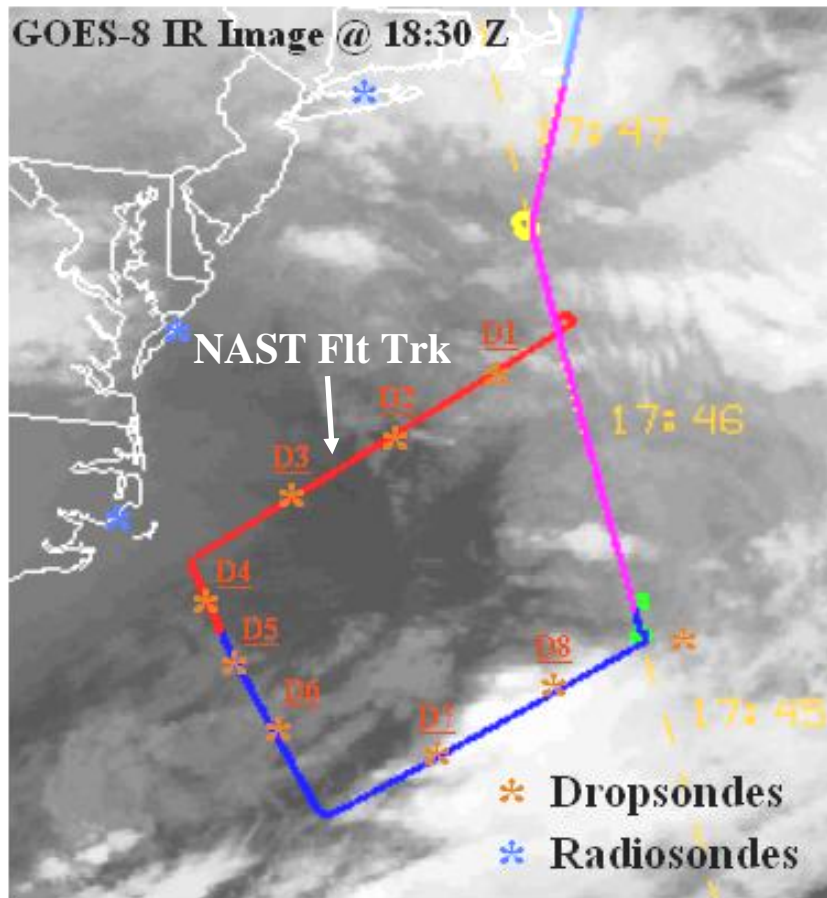 GOES-8 IR Image @ 18:30 Z
17:47
D1
NAST Flt Trk
D2
17:46
D3
D4
D5
D8
D6
17:45
D7
Dropsondes
Radiosondes